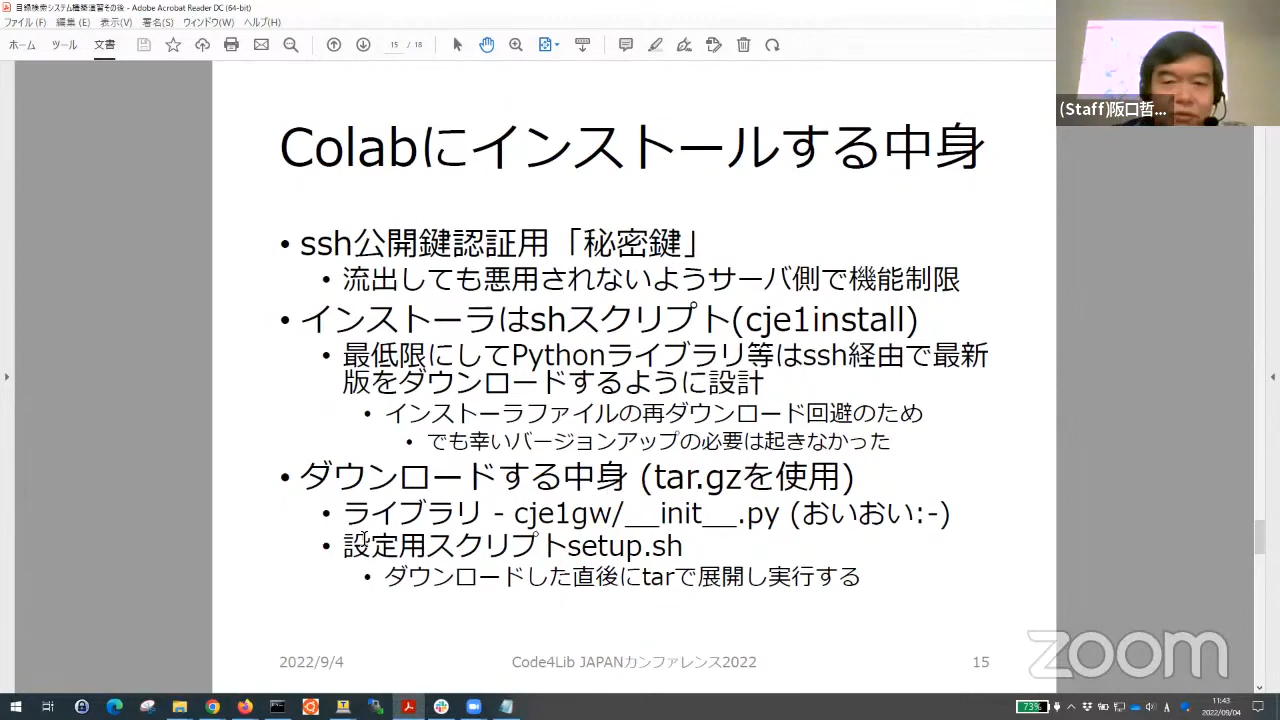 目録検索システム構築演習その後 - Adobe Acrobat Reader DC (64-bit)
ファイル(F) 編集(E) 表示(V) 署名(S) ウィンドウ(W) ヘルプ(H)
ホーム ツール 文書 15 / 18
(Staff)阪口哲...
Colabにインストールする中身
• ssh公開鍵認証用「秘密鍵」
• 流出しても悪用されないようサーバ側で機能制限
• インストーラはshスクリプト(cje1install)
• 最低限にしてPythonライブラリ等はssh経由で最新
版をダウンロードするように設計
• インストーラファイルの再ダウンロード回避のため
• でも幸いバージョンアップの必要は起きなかった
• ダウンロードする中身 (tar.gzを使用)
• ライブラリ - cje1gw/__init__.py (おいおい:-)
• 設定用スクリプトsetup.sh
• ダウンロードした直後にtarで展開し実行する
2022/9/4 Code4Lib JAPANカンファレンス2022 15
zoom
73% 11:43
2022/09/04